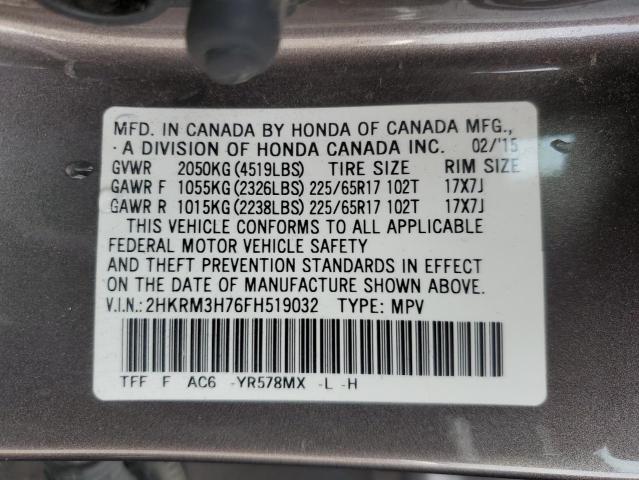 MFD. IN CANADA BY HONDA OF CANADA MFG.,
A DIVISION OF HONDA CANADA INC. 02/'15
GVWR 2050KG(4519LBS) TIRE SIZE RIM SIZE
GAWR F 1055KG(2326LBS) 225/65R17 102T 17X7J
GAWR R 1015KG(2238LBS) 225/65R17 102T 17X7J
THIS VEHICLE CONFORMS TO ALL APPLICABLE
FEDERAL MOTOR VEHICLE SAFETY
AND THEFT PREVENTION STANDARDS IN EFFECT
ON THE DATE OF MANUFACTURE SHOWN ABOVE.
V.I.N.: 2HKRM3H76FH519032 TYPE: MPV
TFF F AC6 -YR578MX -L -H